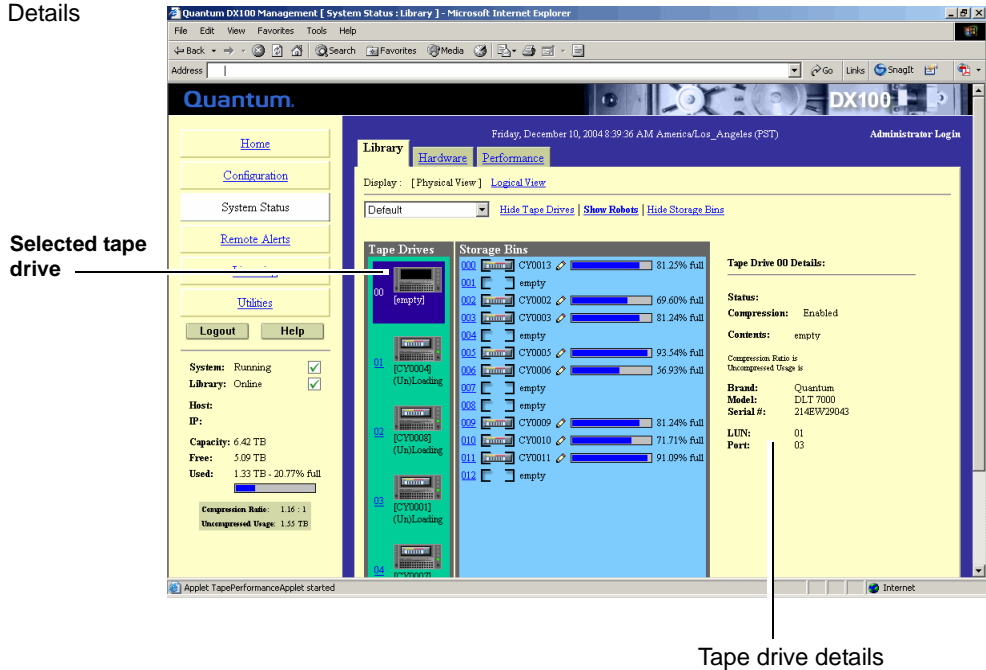 Details
Quantum DX100 Management [ System Status : Library ] - Microsoft Internet Explorer
File Edit View Favorites Tools Help
Back Search Favorites Media
Address Go Links SnagIt
Quantum. DX100
Friday, December 10, 2004 8:39:36 AM America/Los_Angeles (PST) Administrator Login
Home
Configuration
System Status
Remote Alerts
Utilities
Logout Help
System: Running
Library: Online
Host:
IP:
Capacity: 6.42 TB
Free: 5.09 TB
Used: 1.33 TB - 20.77% full
Compression Ratio: 1.16 : 1
Uncompressed Usage: 1.55 TB
Selected tape
drive
Library Hardware Performance
Display : [ Physical View ] Logical View
Default Hide Tape Drives | Show Robots | Hide Storage Bins
Tape Drives
00 [empty]
01 [CY0004]
(Un)Loading
02 [CY0008]
(Un)Loading
03 [CY0001]
(Un)Loading
04 [CY0007]
Storage Bins
000 CY0013 81.25% full
001 empty
002 CY0002 69.60% full
003 CY0003 81.24% full
004 empty
005 CY0005 93.54% full
006 CY0006 56.93% full
007 empty
008 empty
009 CY0009 81.24% full
010 CY0010 71.71% full
011 CY0011 91.09% full
012 empty
Tape Drive 00 Details:
Status:
Compression: Enabled
Contents: empty
Compression Ratio is
Uncompressed Usage is
Brand: Quantum
Model: DLT 7000
Serial #: 214EW29043
LUN: 01
Port: 03
Applet TapePerformanceApplet started Internet
Tape drive details